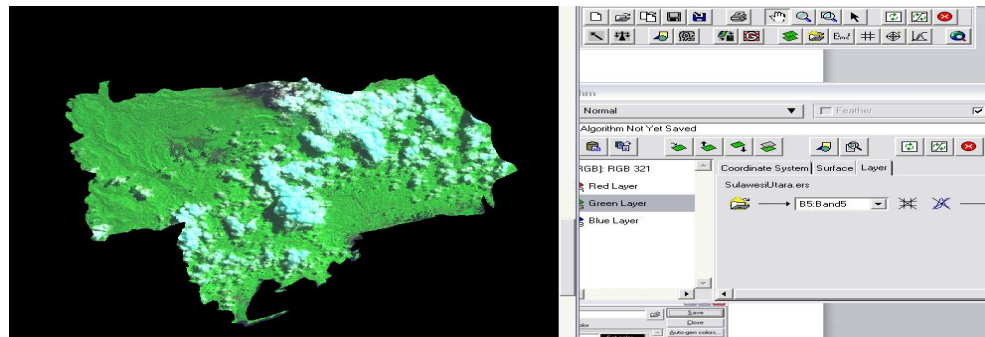 Normal
Feather
Algorithm Not Yet Saved
RGB]: RGB 321
Coordinate System Surface Layer
Red Layer
SulawesiUtara.ers
Green Layer
B5:Band5
Blue Layer
Save
Close
Auto-gen colors...